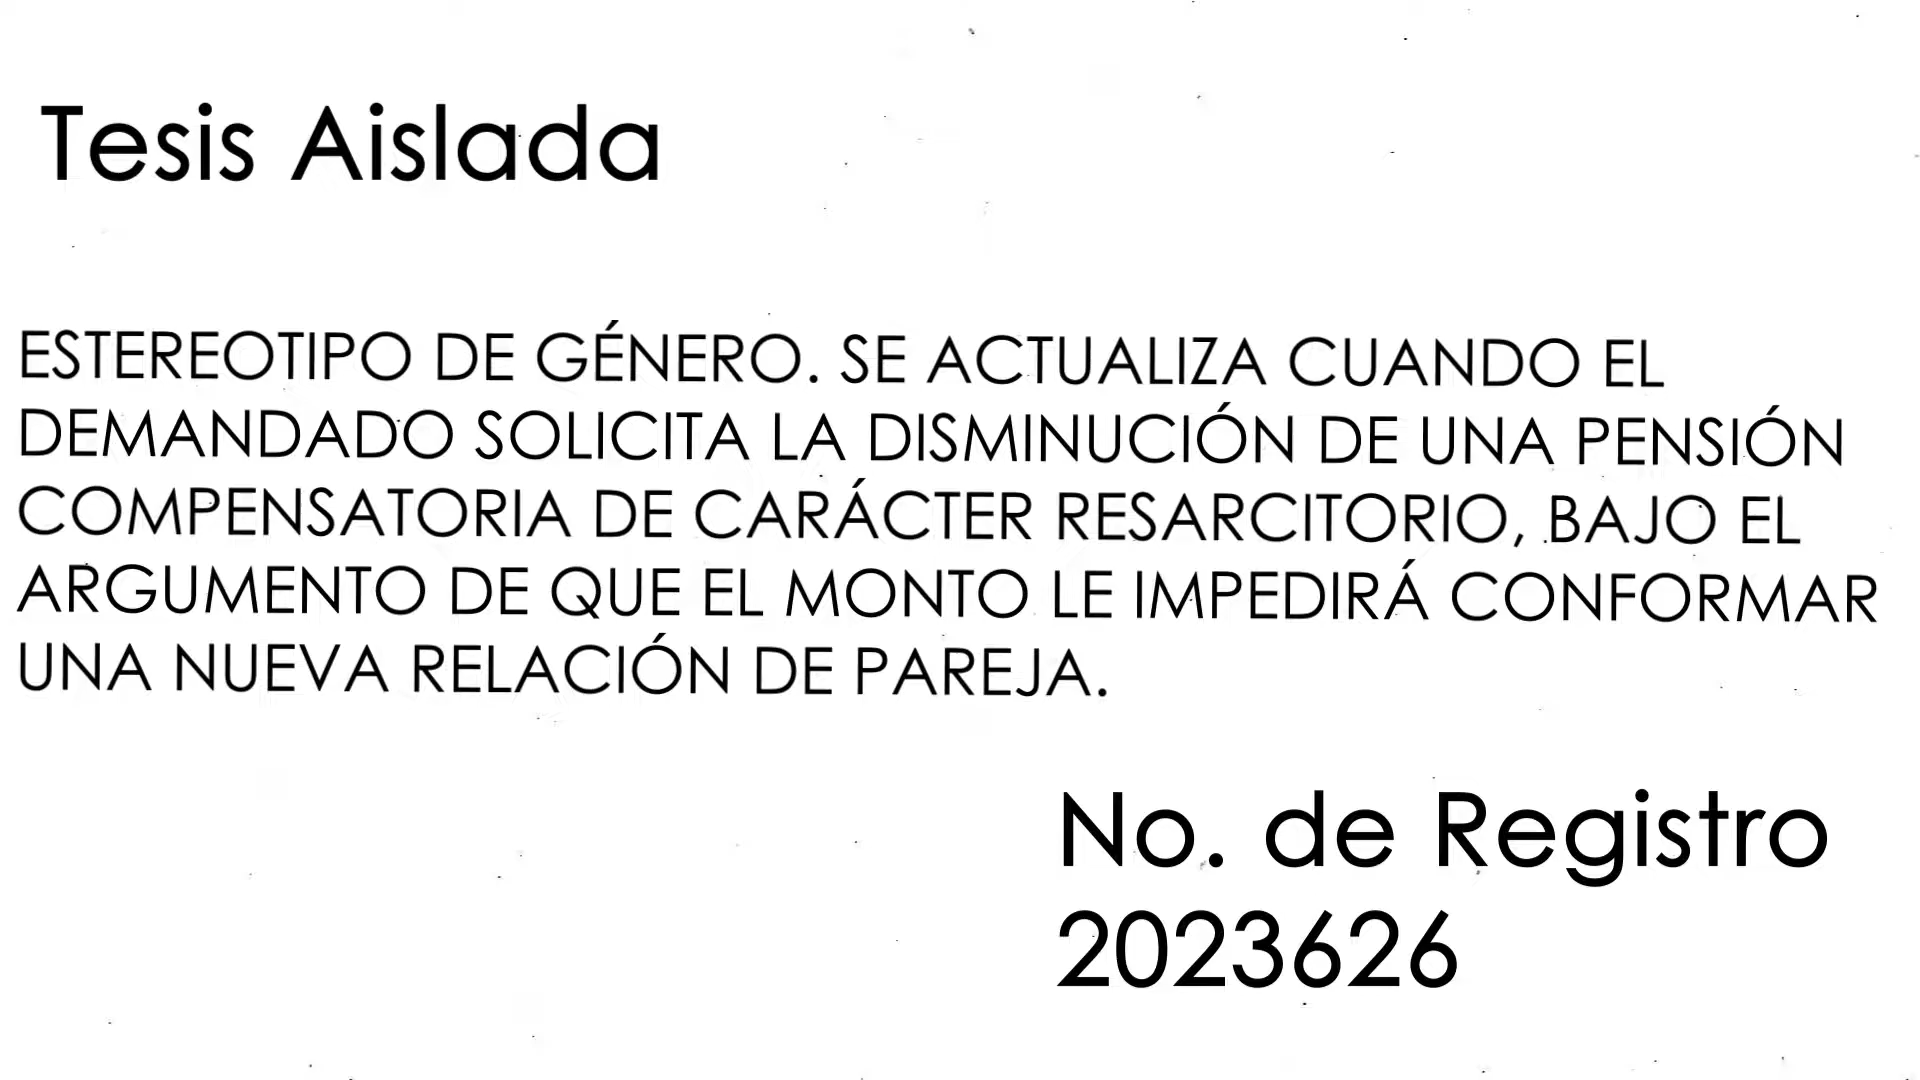 Tesis Aislada
ESTEREOTIPO DE GÉNERO. SE ACTUALIZA CUANDO EL
DEMANDADO SOLICITA LA DISMINUCIÓN DE UNA PENSIÓN
COMPENSATORIA DE CARÁCTER RESARCITORIO, BAJO EL
ARGUMENTO DE QUE EL MONTO LE IMPEDIRÁ CONFORMAR
UNA NUEVA RELACIÓN DE PAREJA.
No. de Registro
2023626